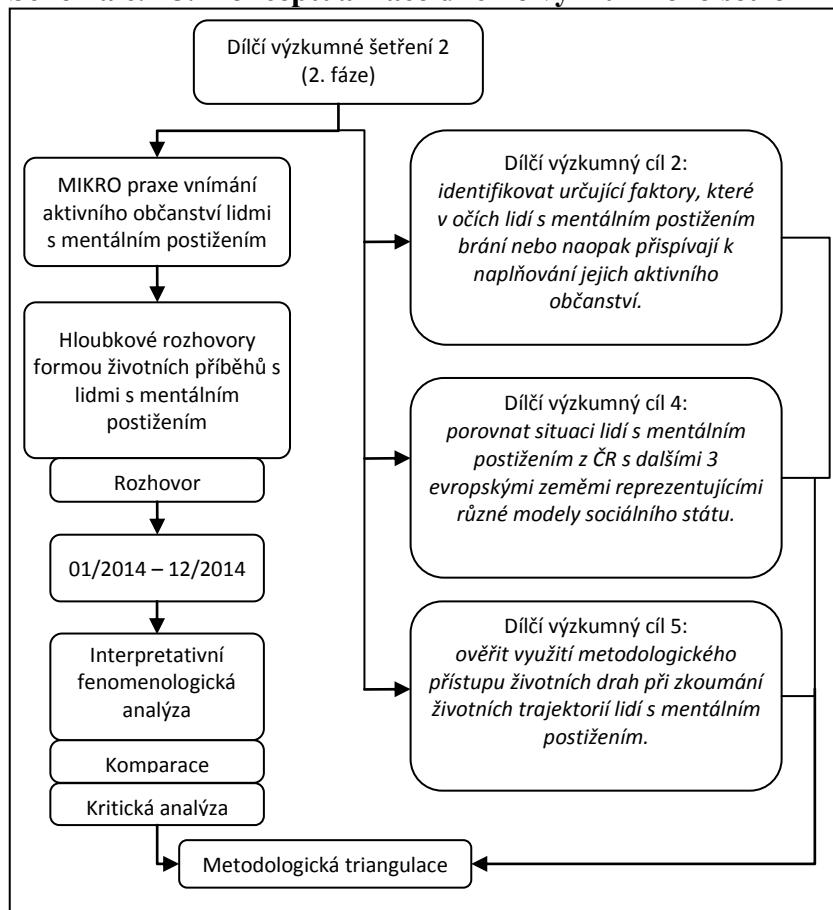 Dílčí výzkumné šetření 2
(2. fáze)
MIKRO praxe vnímání
aktivního občanství lidmi
s mentálním postižením
Hloubkové rozhovory
formou životních příběhů s
lidmi s mentálním
postižením
Rozhovor
01/2014 – 12/2014
Interpretativní
fenomenologická
analýza
Komparace
Kritická analýza
Dílčí výzkumný cíl 2:
identifikovat určující faktory, které
v očích lidí s mentálním postižením
brání nebo naopak přispívají k
naplňování jejich aktivního
občanství.
Dílčí výzkumný cíl 4:
porovnat situaci lidí s mentálním
postižením z ČR s dalšími 3
evropskými zeměmi reprezentujícími
různé modely sociálního státu.
Dílčí výzkumný cíl 5:
ověřit využití metodologického
přístupu životních drah při zkoumání
životních trajektorií lidí s mentálním
postižením.
Metodologická triangulace